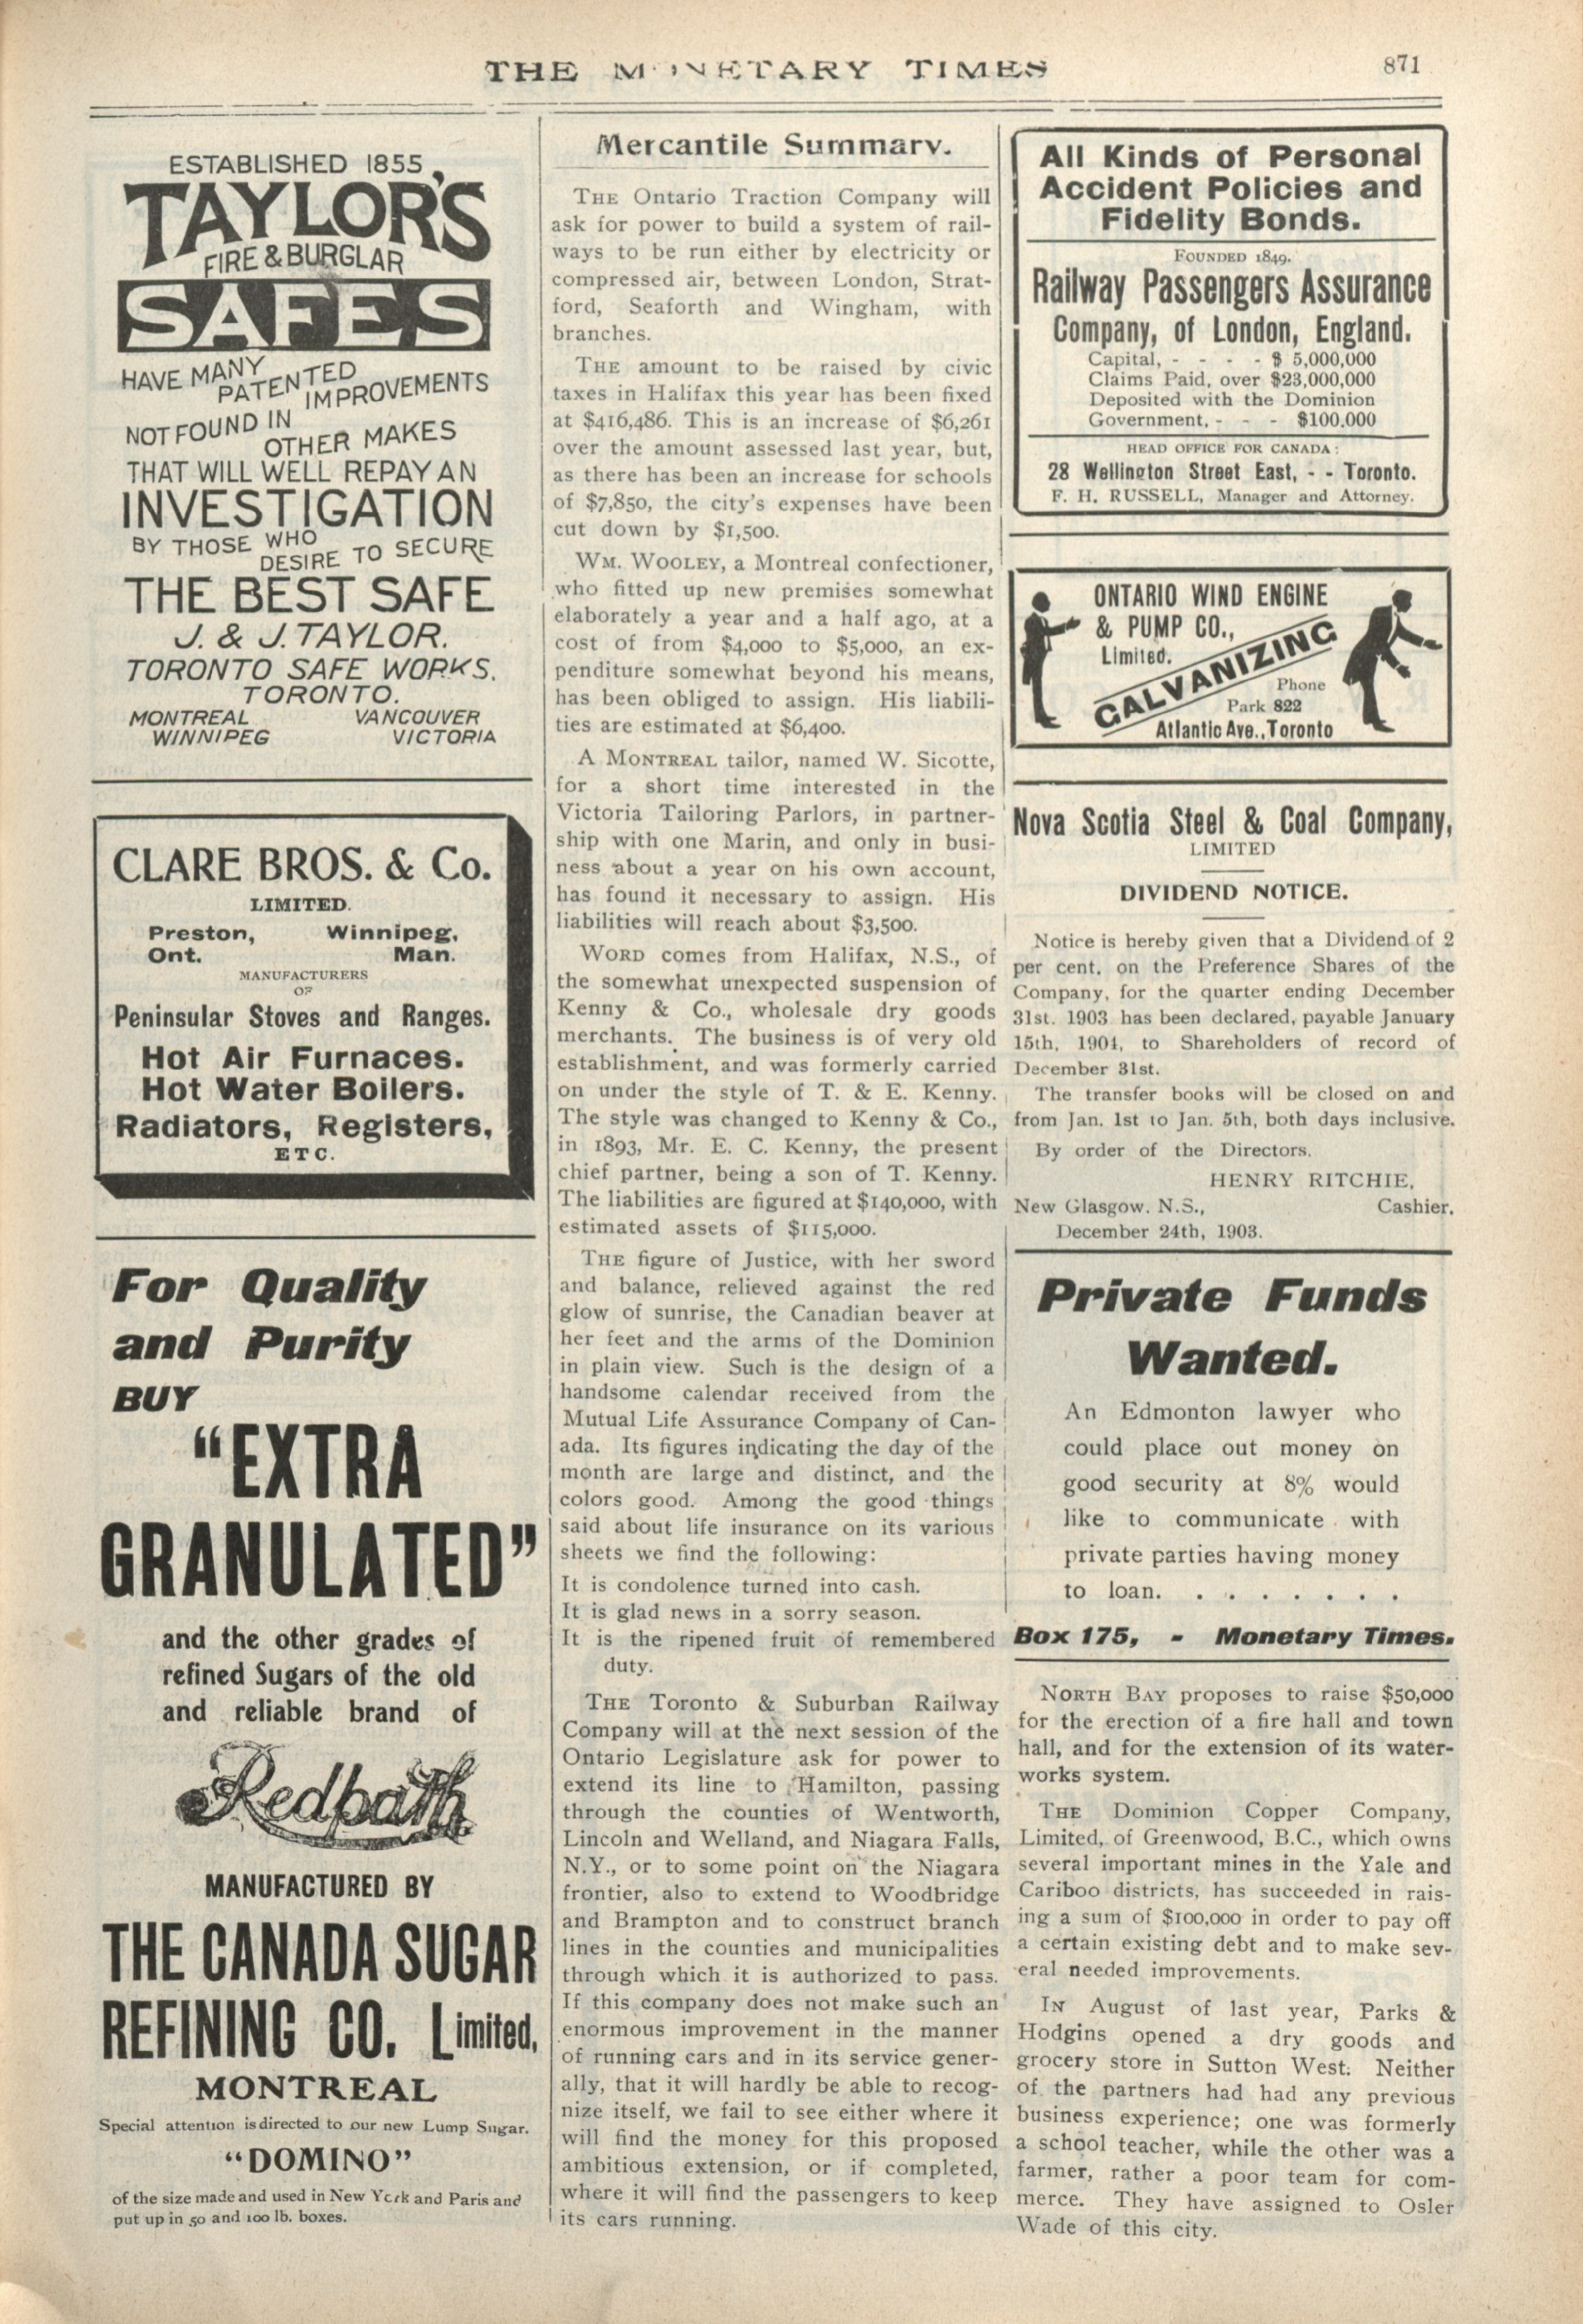 THE MONETARY TIMES
871
ESTABLISHED 1855
TAYLOR'S
FIRE & BURGLAR
SAFES
HAVE MANY
PATENTED
IMPROVEMENTS
NOT FOUND IN
OTHER MAKES
THAT WILL WELL REPAY AN
INVESTIGATION
BY THOSE WHO
DESIRE TO SECURE
THE BEST SAFE
J. & J. TAYLOR.
TORONTO SAFE WORKS,
TORONTO.
MONTREAL VANCOUVER
WINNIPEG VICTORIA
CLARE BROS. & Co.
LIMITED.
Preston, Winnipeg,
Ont. Man.
MANUFACTURERS
OF
Peninsular Stoves and Ranges.
Hot Air Furnaces.
Hot Water Boilers.
Radiators, Registers,
ETC.
For Quality
and Purity
BUY
"EXTRA
GRANULATED"
and the other grades of
refined Sugars of the old
and reliable brand of
Redpath
MANUFACTURED BY
THE CANADA SUGAR
REFINING CO. Limited,
MONTREAL
Special attention is directed to our new Lump Sugar.
"DOMINO"
of the size made and used in New York and Paris and
put up in 50 and 100 lb. boxes.
Mercantile Summary.
THE Ontario Traction Company will
ask for power to build a system of rail-
ways to be run either by electricity or
compressed air, between London, Strat-
ford, Seaforth and Wingham, with
branches.
THE amount to be raised by civic
taxes in Halifax this year has been fixed
at $416,486. This is an increase of $6,261
over the amount assessed last year, but,
as there has been an increase for schools
of $7,850, the city's expenses have been
cut down by $1,500.
WM. WOOLEY, a Montreal confectioner,
who fitted up new premises somewhat
elaborately a year and a half ago, at a
cost of from $4,000 to $5,000, an ex-
penditure somewhat beyond his means,
has been obliged to assign. His liabili-
ties are estimated at $6,400.
A MONTREAL tailor, named W. Sicotte,
for a short time interested in the
Victoria Tailoring Parlors, in partner-
ship with one Marin, and only in busi-
ness about a year on his own account,
has found it necessary to assign. His
liabilities will reach about $3,500.
WORD comes from Halifax, N.S., of
the somewhat unexpected suspension of
Kenny & Co., wholesale dry goods
merchants. The business is of very old
establishment, and was formerly carried
on under the style of T. & E. Kenny.
The style was changed to Kenny & Co.,
in 1893, Mr. E. C. Kenny, the present
chief partner, being a son of T. Kenny.
The liabilities are figured at $140,000, with
estimated assets of $115,000.
THE figure of Justice, with her sword
and balance, relieved against the red
glow of sunrise, the Canadian beaver at
her feet and the arms of the Dominion
in plain view. Such is the design of a
handsome calendar received from the
Mutual Life Assurance Company of Can-
ada. Its figures indicating the day of the
month are large and distinct, and the
colors good. Among the good things
said about life insurance on its various
sheets we find the following:
It is condolence turned into cash.
It is glad news in a sorry season.
It is the ripened fruit of remembered
duty.
THE Toronto & Suburban Railway
Company will at the next session of the
Ontario Legislature ask for power to
extend its line to Hamilton, passing
through the counties of Wentworth,
Lincoln and Welland, and Niagara Falls,
N.Y., or to some point on the Niagara
frontier, also to extend to Woodbridge
and Brampton and to construct branch
lines in the counties and municipalities
through which it is authorized to pass.
If this company does not make such an
enormous improvement in the manner
of running cars and in its service gener-
ally, that it will hardly be able to recog-
nize itself, we fail to see either where it
will find the money for this proposed
ambitious extension, or if completed,
where it will find the passengers to keep
its cars running.
All Kinds of Personal
Accident Policies and
Fidelity Bonds.
FOUNDED 1849.
Railway Passengers Assurance
Company, of London, England.
Capital, - - - - $ 5,000,000
Claims Paid, over $23,000,000
Deposited with the Dominion
Government, - - - $100,000
HEAD OFFICE FOR CANADA:
28 Wellington Street East, - - Toronto.
F. H. RUSSELL, Manager and Attorney.
ONTARIO WIND ENGINE
& PUMP CO.,
Limited.
GALVANIZING
Phone
Park 822
Atlantic Ave., Toronto
Nova Scotia Steel & Coal Company,
LIMITED
DIVIDEND NOTICE.
Notice is hereby given that a Dividend of 2
per cent. on the Preference Shares of the
Company, for the quarter ending December
31st. 1903 has been declared, payable January
15th, 1904, to Shareholders of record of
December 31st.
The transfer books will be closed on and
from Jan. 1st to Jan. 5th, both days inclusive.
By order of the Directors.
HENRY RITCHIE,
New Glasgow, N.S., Cashier.
December 24th, 1903.
Private Funds
Wanted.
An Edmonton lawyer who
could place out money on
good security at 8% would
like to communicate with
private parties having money
to loan. . . . . . . .
Box 175, - Monetary Times.
NORTH BAY proposes to raise $50,000
for the erection of a fire hall and town
hall, and for the extension of its water-
works system.
THE Dominion Copper Company,
Limited, of Greenwood, B.C., which owns
several important mines in the Yale and
Cariboo districts, has succeeded in rais-
ing a sum of $100,000 in order to pay off
a certain existing debt and to make sev-
eral needed improvements.
IN August of last year, Parks &
Hodgins opened a dry goods and
grocery store in Sutton West. Neither
of the partners had had any previous
business experience; one was formerly
a school teacher, while the other was a
farmer, rather a poor team for com-
merce. They have assigned to Osler
Wade of this city.